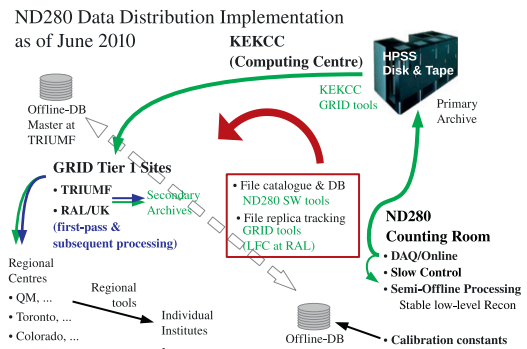 ND280 Data Distribution Implementation
as of June 2010
KEKCC
(Computing Centre)
HPSS
Disk & Tape
KEKCC
GRID tools
Primary
Archive
Offline-DB
Master at
TRIUMF
GRID Tier 1 Sites
• TRIUMF
• RAL/UK
(first-pass &
subsequent processing)
Secondary
Archives
• File catalogue & DB
ND280 SW tools
• File replica tracking
GRID tools
(LFC at RAL)
ND280
Counting Room
• DAQ/Online
• Slow Control
• Semi-Offline Processing
Stable low-level Recon
• Calibration constants
Regional
Centres
• QM, ...
• Toronto, ...
• Colorado, ...
Regional
tools
Individual
Institutes
Offline-DB